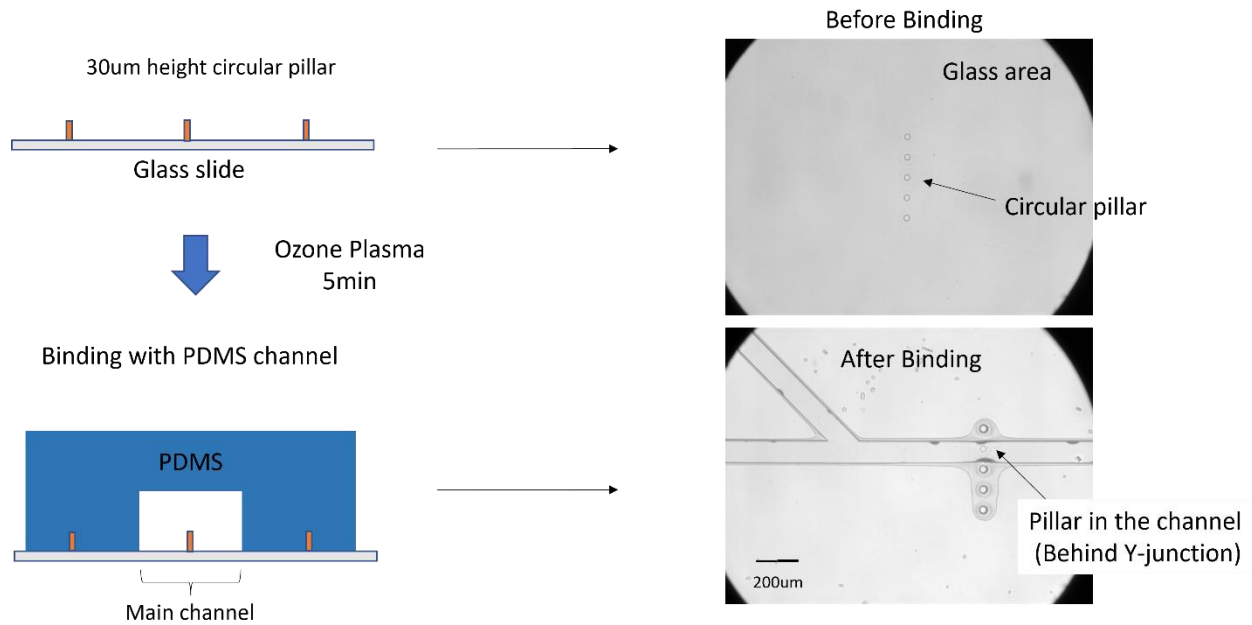 30um height circular pillar
Glass slide
Ozone Plasma
5min
Binding with PDMS channel
PDMS
Main channel
Before Binding
Glass area
Circular pillar
After Binding
Pillar in the channel
(Behind Y-junction)
200um